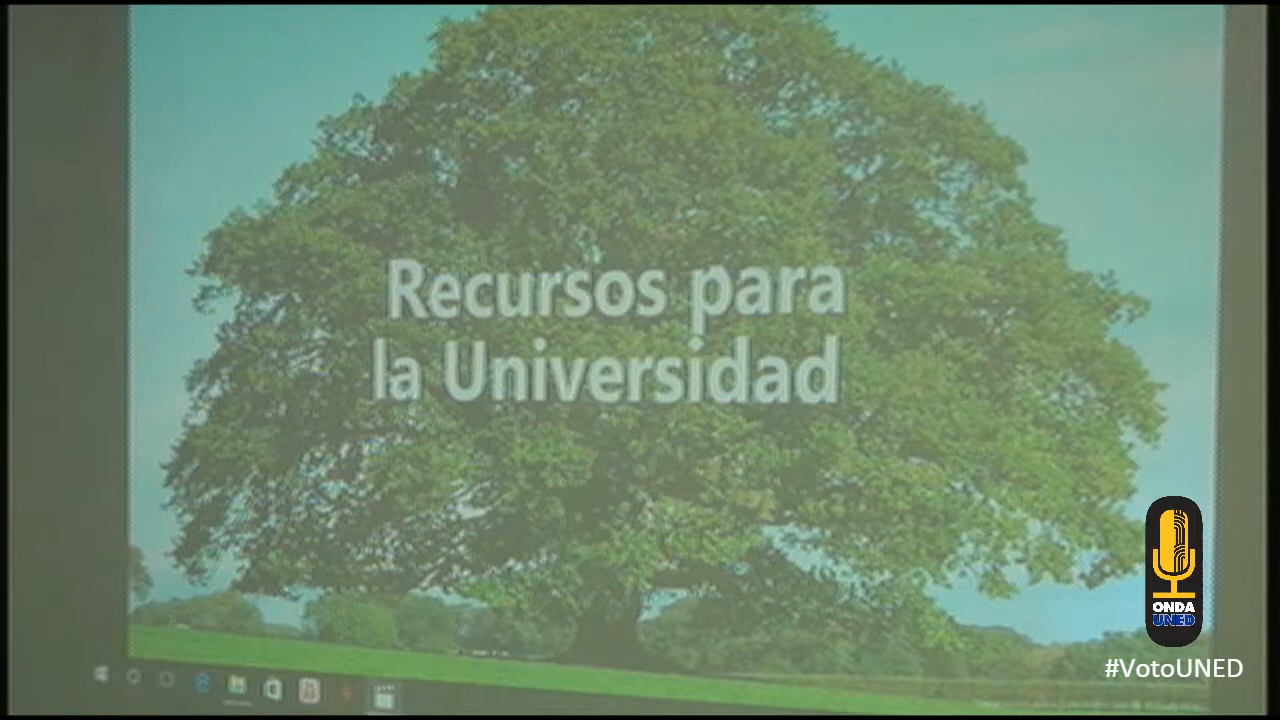 Recursos para
la Universidad
ONDA
UNED
#VotoUNED